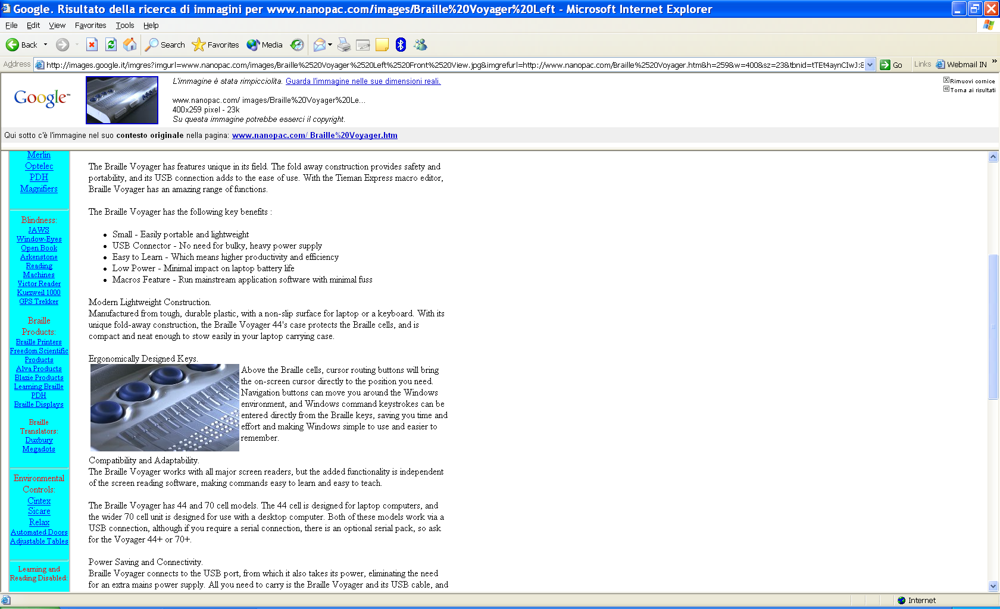 Google. Risultato della ricerca di immagini per www.nanopac.com/images/Braille%20Voyager%20Left - Microsoft Internet Explorer
File Edit View Favorites Tools Help
Back Search Favorites Media
Address http://images.google.it/imgres?imgurl=www.nanopac.com/images/Braille%2520Voyager%2520Left%2520Front%2520View.jpg&imgrefurl=http://www.nanopac.com/Braille%2520Voyager.htm&h=259&w=400&sz=23&tbnid=tTEt4aynCIwJ:8 Go Links Webmail IN »
Google™
L'immagine è stata rimpicciolita. Guarda l'immagine nelle sue dimensioni reali.
www.nanopac.com/ images/Braille%20Voyager%20Le...
400x259 pixel - 23k
Su questa immagine potrebbe esserci il copyright.
Rimuovi cornice
Torna ai risultati
Qui sotto c'è l'immagine nel suo contesto originale nella pagina: www.nanopac.com/ Braille%20Voyager.htm
Merlin
Optelec
PDH
Magnifiers
Blindness:
JAWS
Window-Eyes
Open Book
Arkenstone
Reading
Machines
Victor Reader
Kurzweil 1000
GPS Trekker
Braille
Products:
Braille Printers
Freedom Scientific
Products
Alva Products
Blazie Products
Learning Braille
PDH
Braille Displays
Braille
Translators:
Duxbury
Megadots
Environmental
Controls:
Cintex
Sicare
Relax
Automated Doors
Adjustable Tables
Learning and
Reading Disabled:
The Braille Voyager has features unique in its field. The fold away construction provides safety and
portability, and its USB connection adds to the ease of use. With the Tieman Express macro editor,
Braille Voyager has an amazing range of functions.
The Braille Voyager has the following key benefits :
• Small - Easily portable and lightweight
• USB Connector - No need for bulky, heavy power supply
• Easy to Learn - Which means higher productivity and efficiency
• Low Power - Minimal impact on laptop battery life
• Macros Feature - Run mainstream application software with minimal fuss
Modern Lightweight Construction.
Manufactured from tough, durable plastic, with a non-slip surface for laptop or a keyboard. With its
unique fold-away construction, the Braille Voyager 44's case protects the Braille cells, and is
compact and neat enough to stow easily in your laptop carrying case.
Ergonomically Designed Keys.
Above the Braille cells, cursor routing buttons will bring
the on-screen cursor directly to the position you need.
Navigation buttons can move you around the Windows
environment, and Windows command keystrokes can be
entered directly from the Braille keys, saving you time and
effort and making Windows simple to use and easier to
remember.
Compatibility and Adaptability.
The Braille Voyager works with all major screen readers, but the added functionality is independent
of the screen reading software, making commands easy to learn and easy to teach.
The Braille Voyager has 44 and 70 cell models. The 44 cell is designed for laptop computers, and
the wider 70 cell unit is designed for use with a desktop computer. Both of these models work via a
USB connection, although if you require a serial connection, there is an optional serial pack, so ask
for the Voyager 44+ or 70+.
Power Saving and Connectivity.
Braille Voyager connects to the USB port, from which it also takes its power, eliminating the need
for an extra mains power supply. All you need to carry is the Braille Voyager and its USB cable, and
Internet